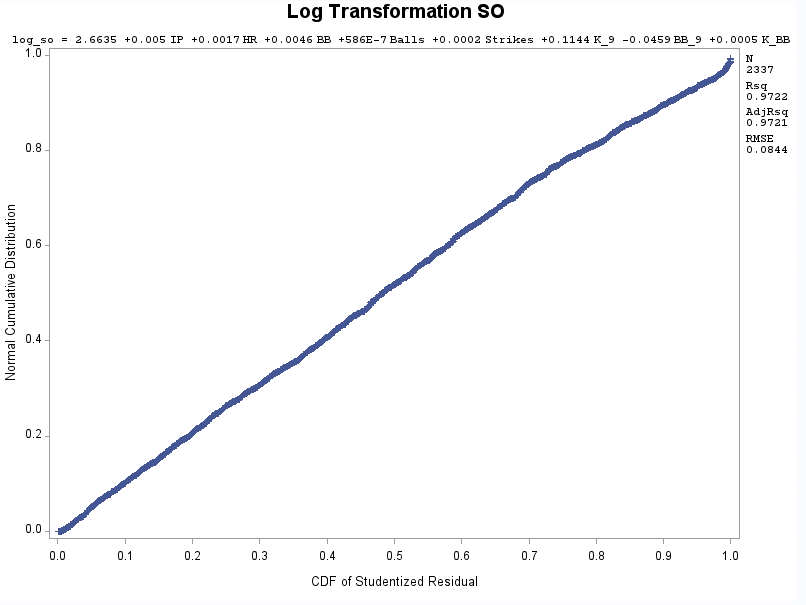 Log Transformation SO
log_so = 2.6635 +0.005 IP +0.0017 HR +0.0046 BB +586E-7 Balls +0.0002 Strikes +0.1144 K_9 -0.0459 BB_9 +0.0005 K_BB
N
2337
Rsq
0.9722
AdjRsq
0.9721
RMSE
0.0844
Normal Cumulative Distribution
1.0
0.8
0.6
0.4
0.2
0.0
0.0 0.1 0.2 0.3 0.4 0.5 0.6 0.7 0.8 0.9 1.0
CDF of Studentized Residual